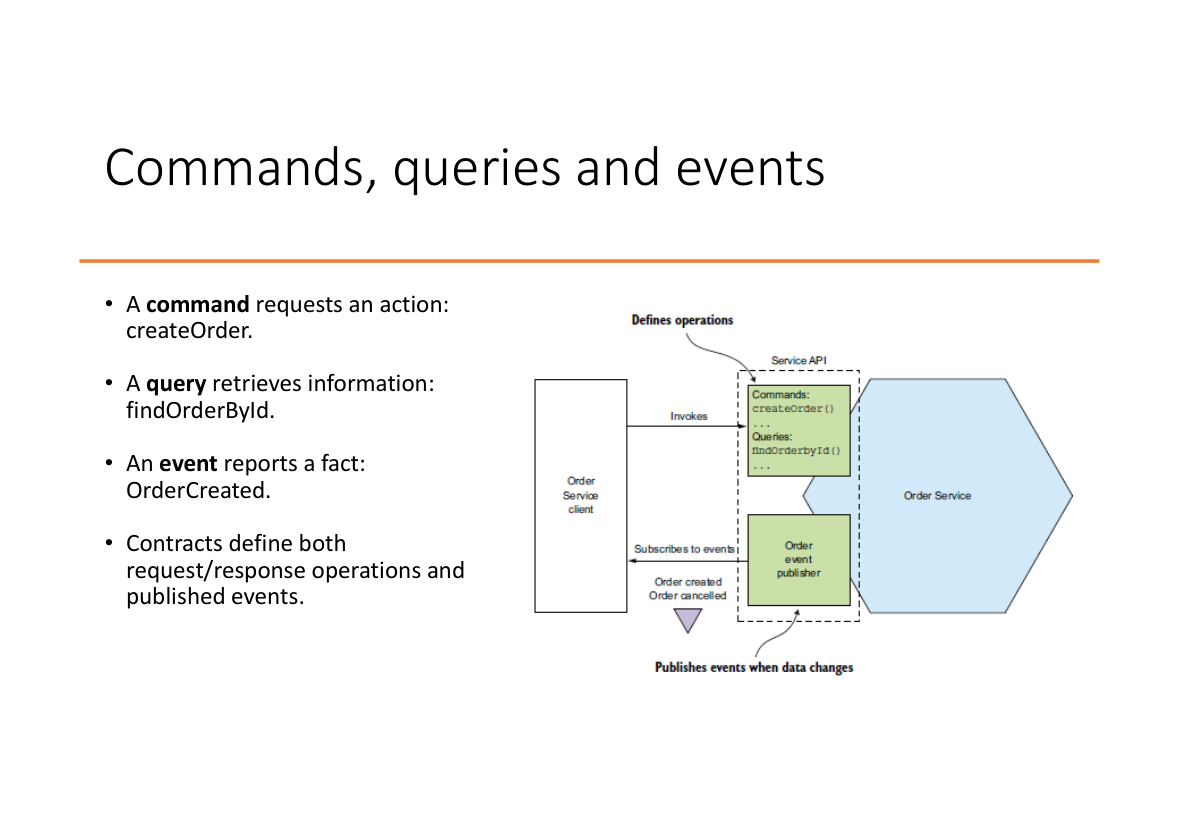 Commands, queries and events
• A command requests an action:
createOrder.
• A query retrieves information:
findOrderById.
• An event reports a fact:
OrderCreated.
• Contracts define both
request/response operations and
published events.
Defines operations
Service API
Commands:
createOrder()
...
Queries:
findOrderbyId()
...
Invokes
Order
Service
client
Order Service
Subscribes to events
Order
event
publisher
Order created
Order cancelled
Publishes events when data changes